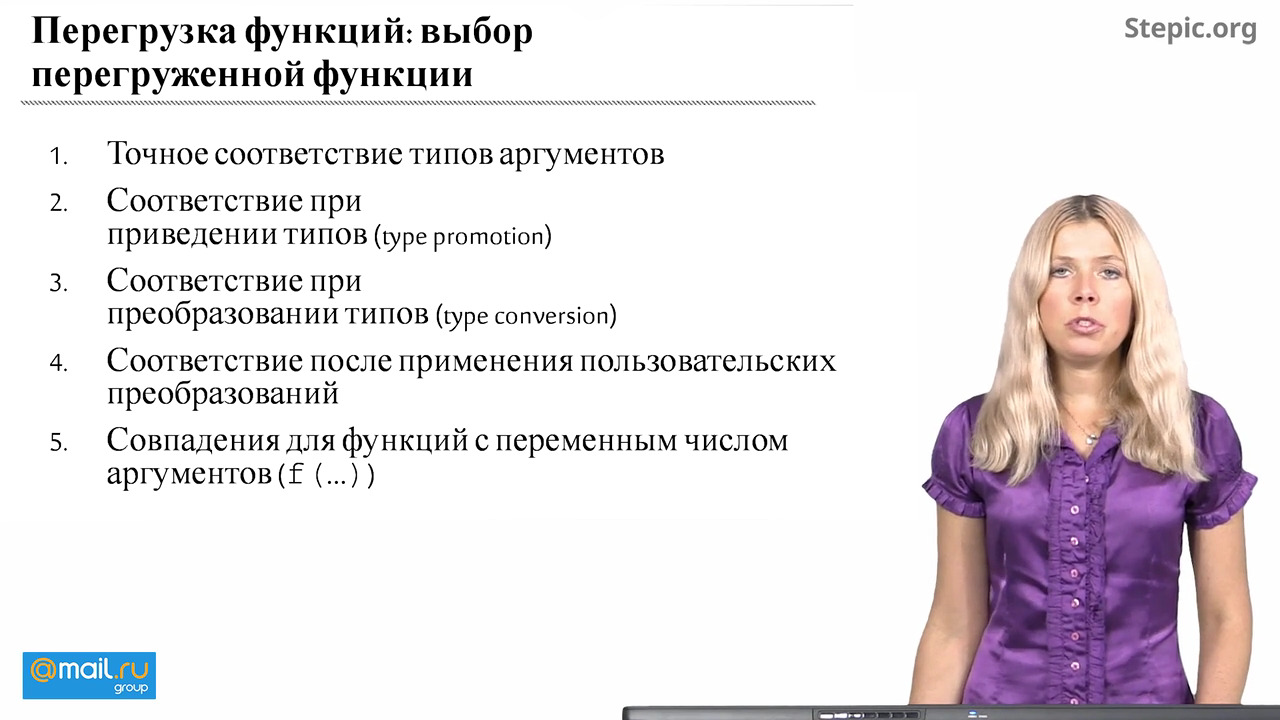 Перегрузка функций: выбор
перегруженной функции
Stepic.org
1. Точное соответствие типов аргументов
2. Соответствие при
приведении типов (type promotion)
3. Соответствие при
преобразовании типов (type conversion)
4. Соответствие после применения пользовательских
преобразований
5. Совпадения для функций с переменным числом
аргументов (f (...))
@mail.ru
group